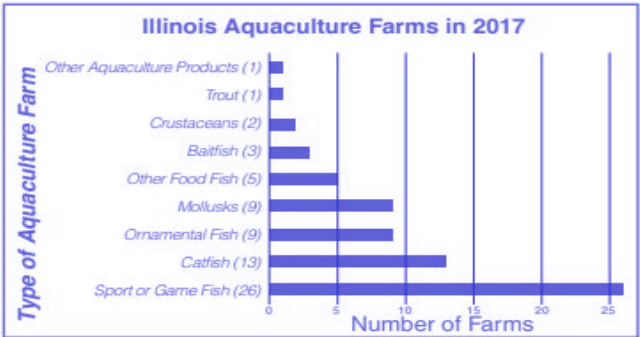 Illinois Aquaculture Farms in 2017
Type of Aquaculture Farm
Other Aquaculture Products (1)
Trout (1)
Crustaceans (2)
Baitfish (3)
Other Food Fish (5)
Mollusks (9)
Ornamental Fish (9)
Catfish (13)
Sport or Game Fish (26)
0 5 10 15 20 25
Number of Farms